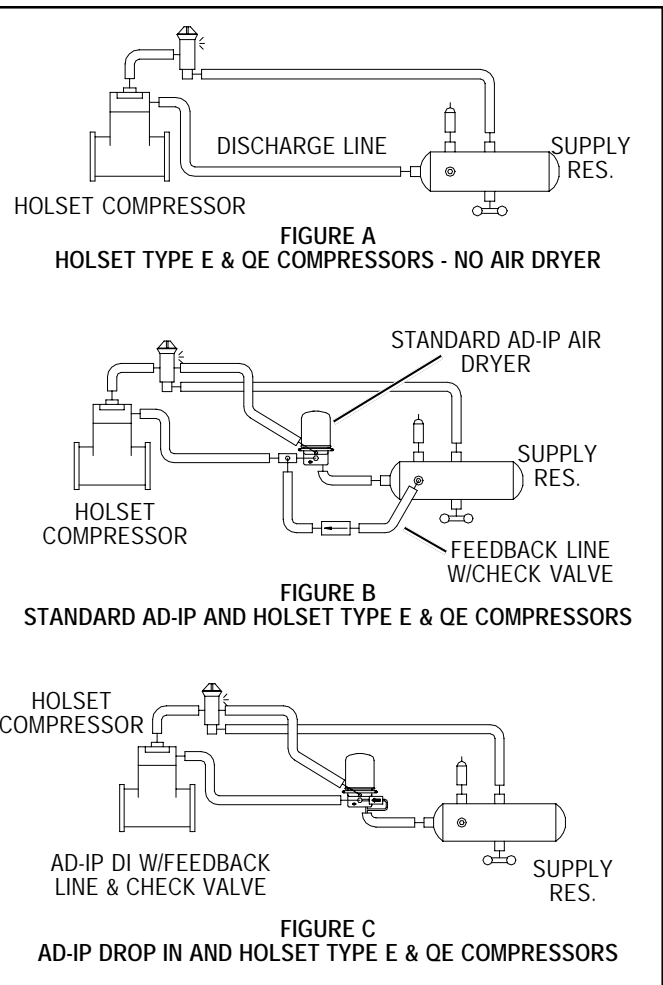 DISCHARGE LINE
SUPPLY
RES.
HOLSET COMPRESSOR
FIGURE A
HOLSET TYPE E & QE COMPRESSORS - NO AIR DRYER
STANDARD AD-IP AIR
DRYER
SUPPLY
RES.
HOLSET
COMPRESSOR
FEEDBACK LINE
W/CHECK VALVE
FIGURE B
STANDARD AD-IP AND HOLSET TYPE E & QE COMPRESSORS
HOLSET
COMPRESSOR
AD-IP DI W/FEEDBACK
LINE & CHECK VALVE
SUPPLY
RES.
FIGURE C
AD-IP DROP IN AND HOLSET TYPE E & QE COMPRESSORS